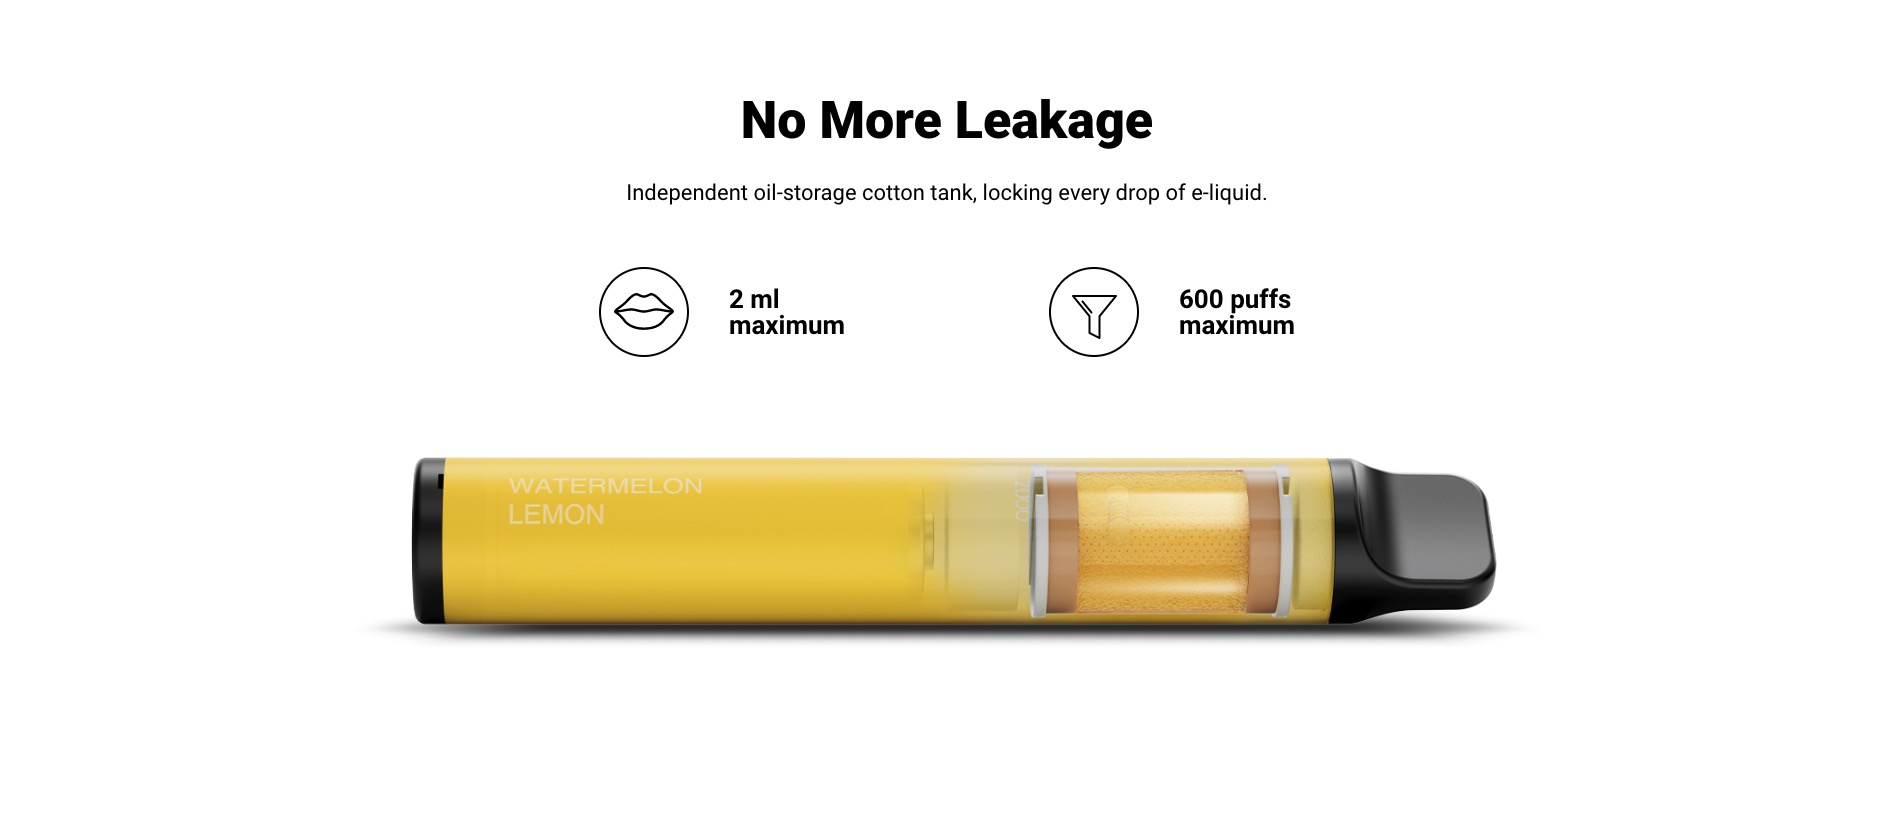 No More Leakage
Independent oil-storage cotton tank, locking every drop of e-liquid.
2 ml
maximum
600 puffs
maximum
WATERMELON
LEMON